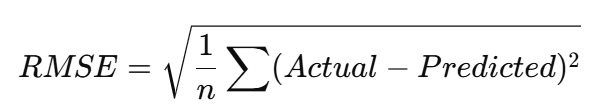 RMSE = √(1/n ∑(Actual − Predicted)²)